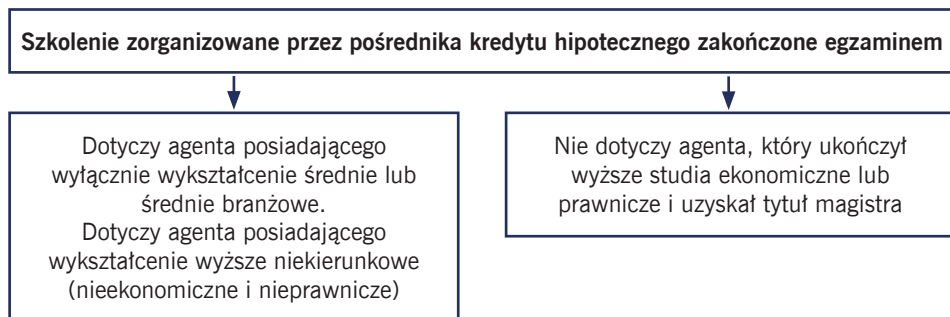 Szkolenie zorganizowane przez pośrednika kredytu hipotecznego zakończone egzaminem
Dotyczy agenta posiadającego
wyłącznie wykształcenie średnie lub
średnie branżowe.
Dotyczy agenta posiadającego
wykształcenie wyższe niekierunkowe
(nieekonomiczne i nieprawnicze)
Nie dotyczy agenta, który ukończył
wyższe studia ekonomiczne lub
prawnicze i uzyskał tytuł magistra